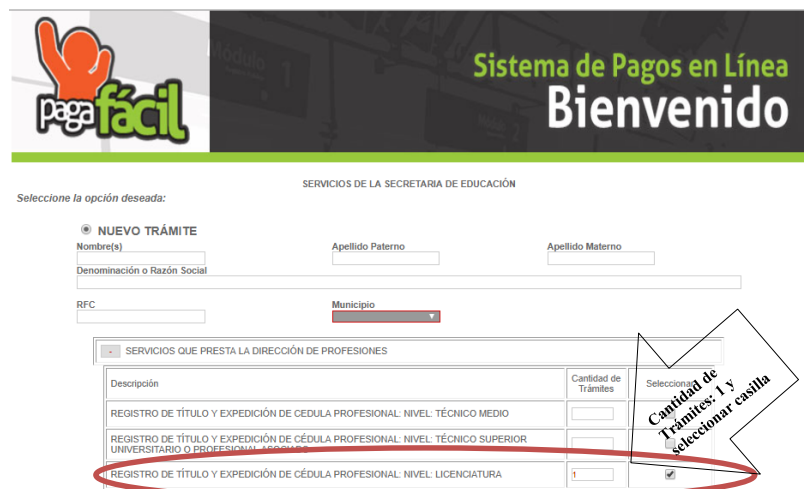 Módulo 1
paga fácil
Sistema de Pagos en Línea
Bienvenido
SERVICIOS DE LA SECRETARIA DE EDUCACIÓN
Seleccione la opción deseada:
NUEVO TRÁMITE
Nombre(s) Apellido Paterno Apellido Materno
Denominación o Razón Social
RFC Municipio
- SERVICIOS QUE PRESTA LA DIRECCIÓN DE PROFESIONES
Descripción Cantidad de Trámites Seleccionar
REGISTRO DE TÍTULO Y EXPEDICIÓN DE CEDULA PROFESIONAL: NIVEL: TÉCNICO MEDIO
REGISTRO DE TÍTULO Y EXPEDICIÓN DE CÉDULA PROFESIONAL: NIVEL: TÉCNICO SUPERIOR
UNIVERSITARIO O PROFESIONAL ASOCIADO
REGISTRO DE TÍTULO Y EXPEDICIÓN DE CÉDULA PROFESIONAL: NIVEL: LICENCIATURA 1
Cantidad de
Trámites: 1 y
seleccionar casilla